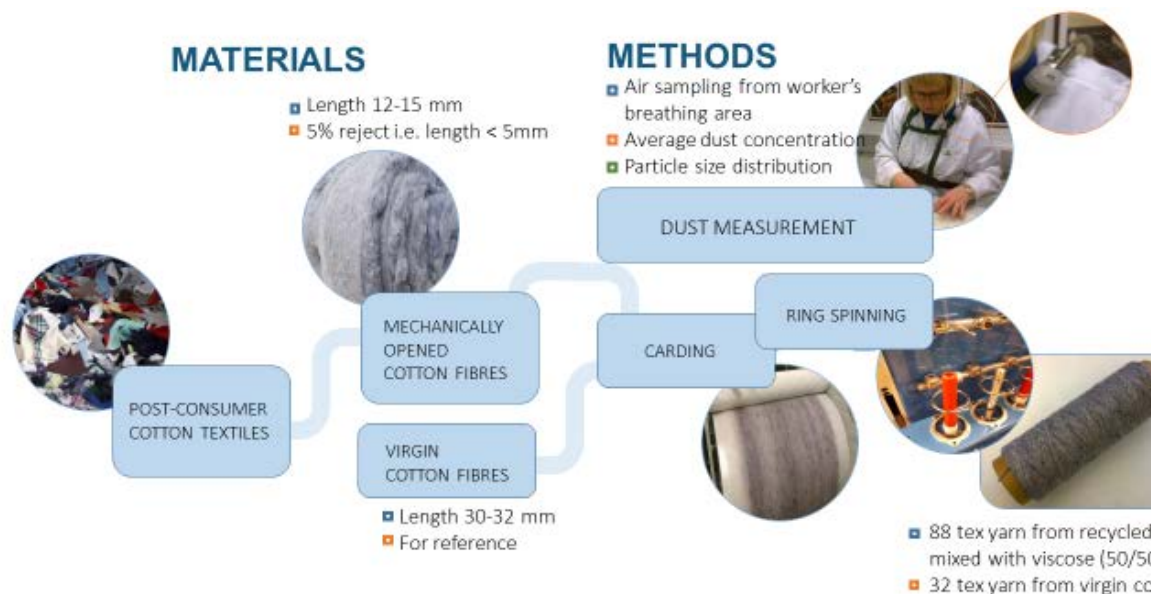 MATERIALS
Length 12-15 mm
5% reject i.e. length < 5mm
POST-CONSUMER
COTTON TEXTILES
MECHANICALLY
OPENED
COTTON FIBRES
VIRGIN
COTTON FIBRES
Length 30-32 mm
For reference
METHODS
Air sampling from worker's
breathing area
Average dust concentration
Particle size distribution
DUST MEASUREMENT
RING SPINNING
CARDING
88 tex yarn from recycled
mixed with viscose (50/50
32 tex yarn from virgin co